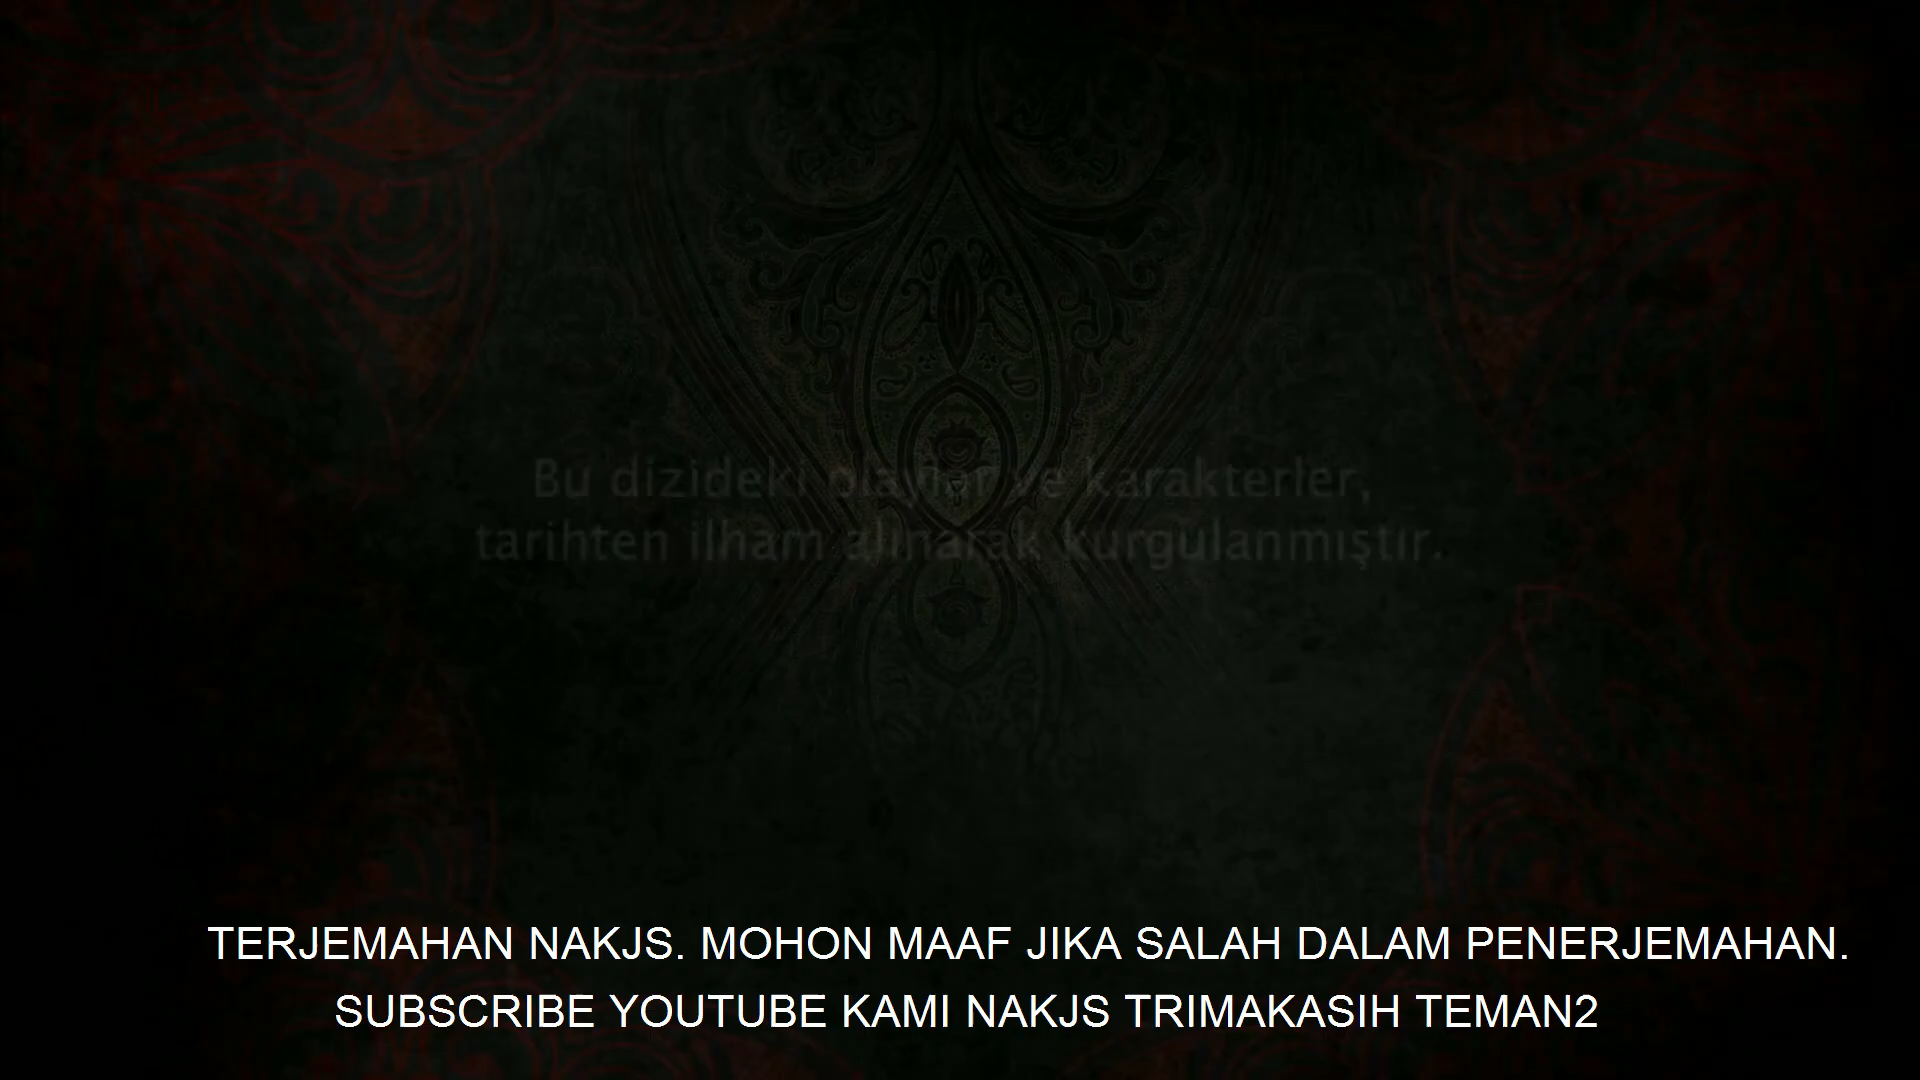 Bu dizideki olaylar ve karakterler,
tarihten ilham alınarak kurgulanmıştır.
TERJEMAHAN NAKJS. MOHON MAAF JIKA SALAH DALAM PENERJEMAHAN.
SUBSCRIBE YOUTUBE KAMI NAKJS TRIMAKASIH TEMAN2